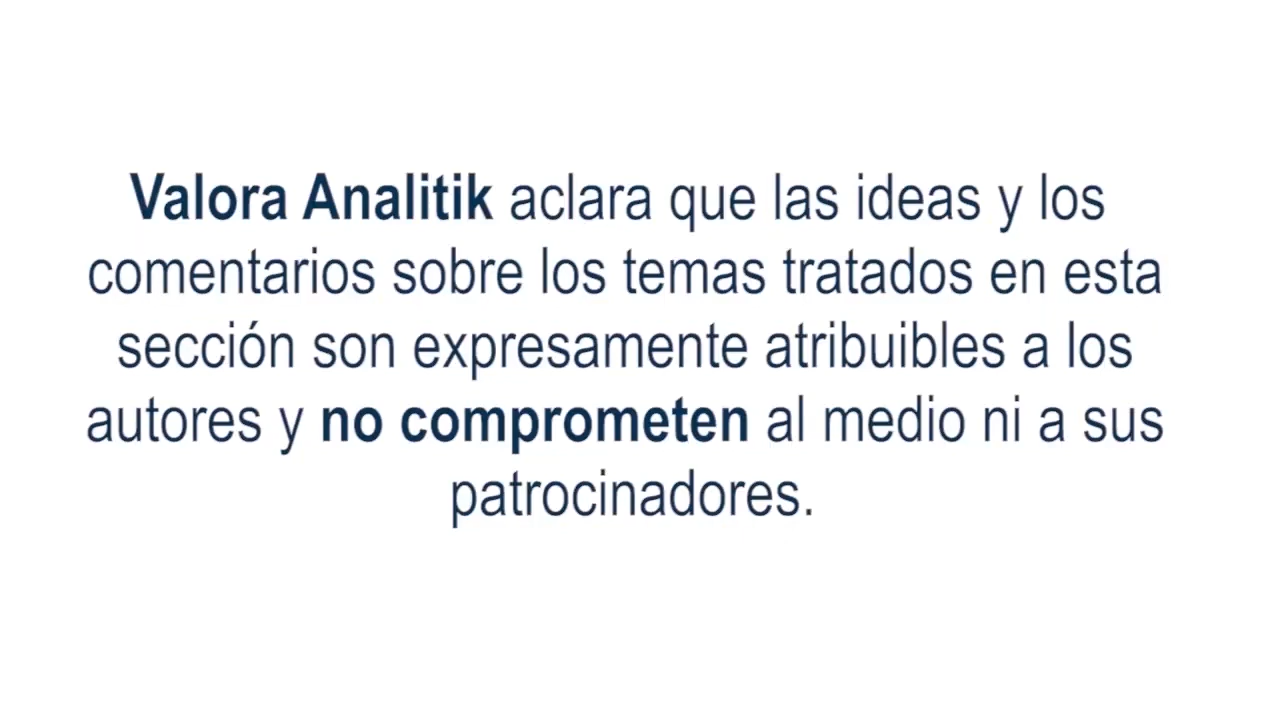 Valora Analitik aclara que las ideas y los
comentarios sobre los temas tratados en esta
sección son expresamente atribuibles a los
autores y no comprometen al medio ni a sus
patrocinadores.